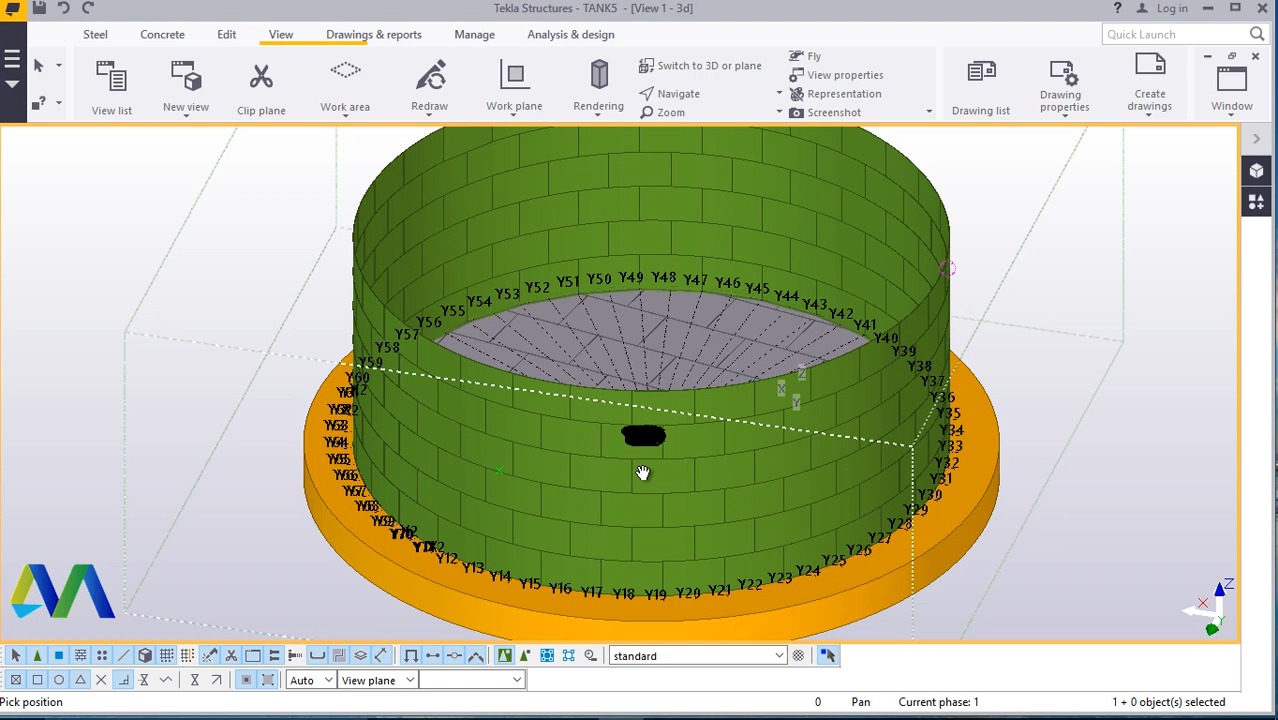 Tekla Structures - TANK5 - [View 1 - 3d]
? Log in
Steel Concrete Edit View Drawings & reports Manage Analysis & design
Quick Launch
View list
New view
Clip plane
Work area
Redraw
Work plane
Rendering
Switch to 3D or plane
Navigate
Zoom
Fly
View properties
Representation
Screenshot
Drawing list
Drawing properties
Create drawings
Window
Y56 Y55 Y54 Y53 Y52 Y51 Y50 Y49 Y48 Y47 Y46 Y45 Y44 Y43 Y42 Y41 Y40
Y57 Y39
Y58 Y38
Y59 Y37
Y60 Y36
Y35
Y34
Y33
Y32
Y31
Y30
Y29
Y28
Y12 Y13 Y14 Y15 Y16 Y17 Y18 Y19 Y20 Y21 Y22 Y23 Y24 Y25 Y26 Y27
X Z
Y
Z
X
Y
standard
Auto View plane
Pick position 0 Pan Current phase: 1 1 + 0 object(s) selected